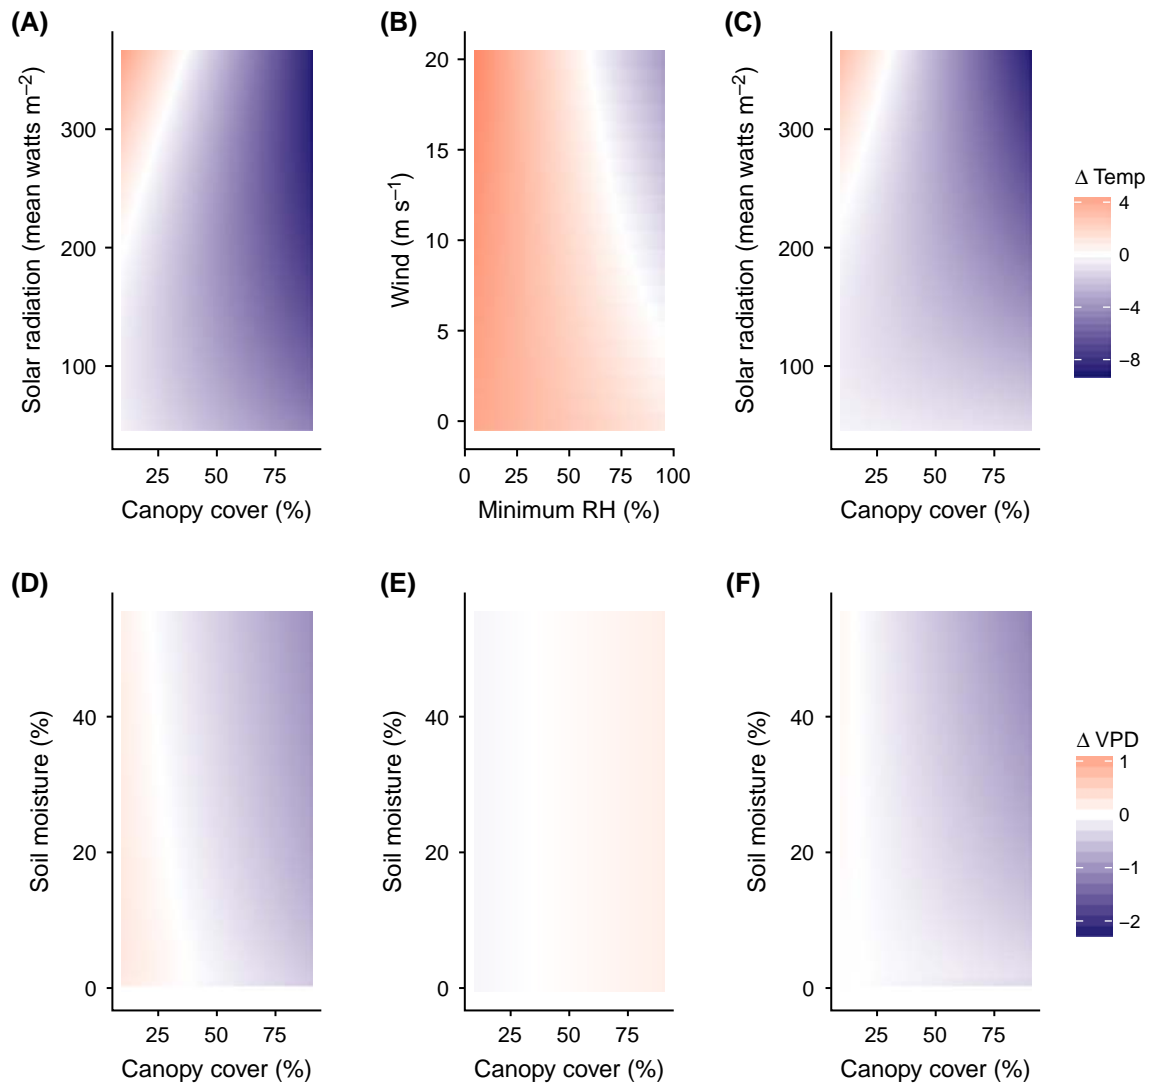 (A)
Solar radiation (mean watts m−2)
300
200
100
25 50 75
Canopy cover (%)
(B)
Wind (m s−1)
20
15
10
5
0
0 25 50 75 100
Minimum RH (%)
(C)
Solar radiation (mean watts m−2)
300
200
100
25 50 75
Canopy cover (%)
Δ Temp
4
0
−4
−8
(D)
Soil moisture (%)
40
20
0
25 50 75
Canopy cover (%)
(E)
Soil moisture (%)
40
20
0
25 50 75
Canopy cover (%)
(F)
Soil moisture (%)
40
20
0
25 50 75
Canopy cover (%)
Δ VPD
1
0
−1
−2